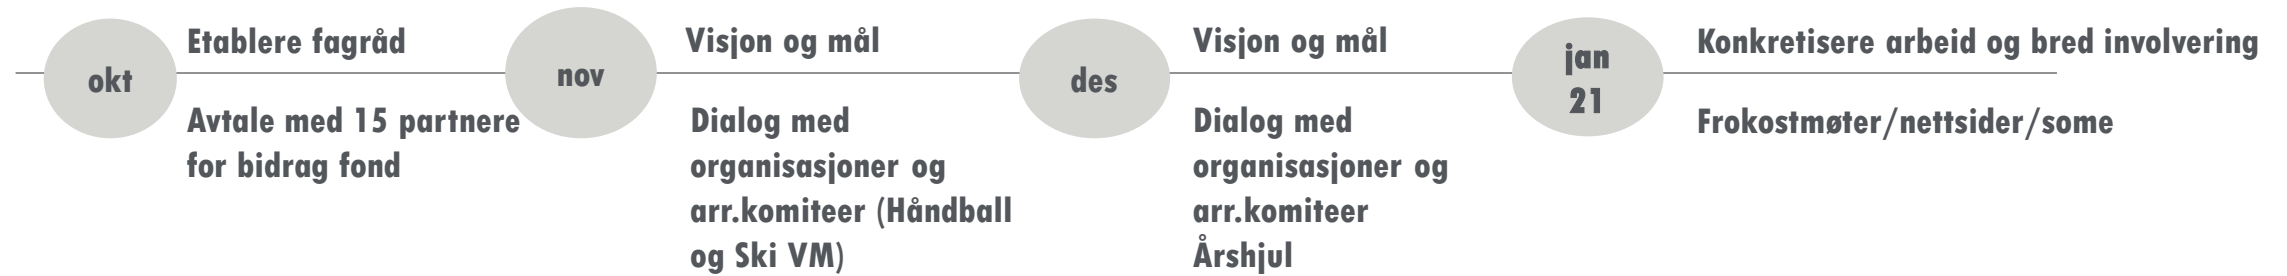 okt
Etablere fagråd
Avtale med 15 partnere
for bidrag fond
nov
Visjon og mål
Dialog med
organisasjoner og
arr.komiteer (Håndball
og Ski VM)
des
Visjon og mål
Dialog med
organisasjoner og
arr.komiteer
Årshjul
jan
21
Konkretisere arbeid og bred involvering
Frokostmøter/nettsider/some